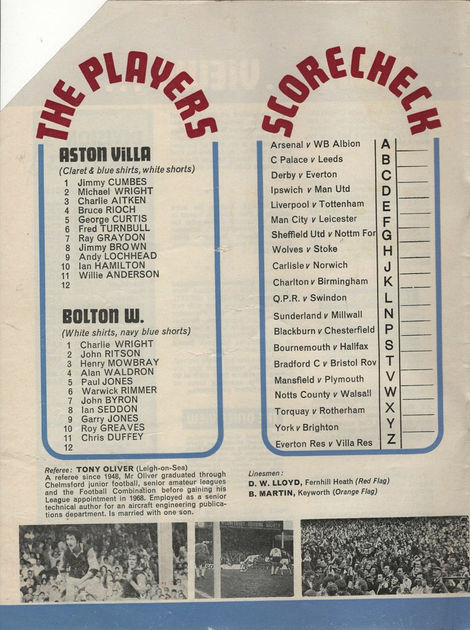 THE PLAYERS
ASTON VILLA
(Claret & blue shirts, white shorts)
1 Jimmy CUMBES
2 Michael WRIGHT
3 Charlie AITKEN
4 Bruce RIOCH
5 George CURTIS
6 Fred TURNBULL
7 Ray GRAYDON
8 Jimmy BROWN
9 Andy LOCHHEAD
10 Ian HAMILTON
11 Willie ANDERSON
12
BOLTON W.
(White shirts, navy blue shorts)
1 Charlie WRIGHT
2 John RITSON
3 Henry MOWBRAY
4 Alan WALDRON
5 Paul JONES
6 Warwick RIMMER
7 John BYROM
8 Ian SEDDON
9 Garry JONES
10 Roy GREAVES
11 Chris DUFFEY
12
SCORECHECK
Arsenal v WB Albion A
C Palace v Leeds B
Derby v Everton C
Ipswich v Man Utd D
Liverpool v Tottenham E
Man City v Leicester F
Sheffield Utd v Nottm For G
Wolves v Stoke H
Carlisle v Norwich J
Charlton v Birmingham K
Q.P.R. v Swindon L
Sunderland v Millwall N
Blackburn v Chesterfield P
Bournemouth v Halifax S
Bradford C v Bristol Rov T
Mansfield v Plymouth V
Notts County v Walsall W
Torquay v Rotherham X
York v Brighton Y
Everton Res v Villa Res Z
Referee: TONY OLIVER (Leigh-on-Sea)
A referee since 1948, Mr Oliver graduated through
Chelmsford junior football, senior amateur leagues
and the Football Combination before gaining his
League appointment in 1968. Employed as a senior
technical author for an aircraft engineering publica-
tions department. Is married with one son.
Linesmen:
D. W. LLOYD, Fernhill Heath (Red Flag)
B. MARTIN, Keyworth (Orange Flag)